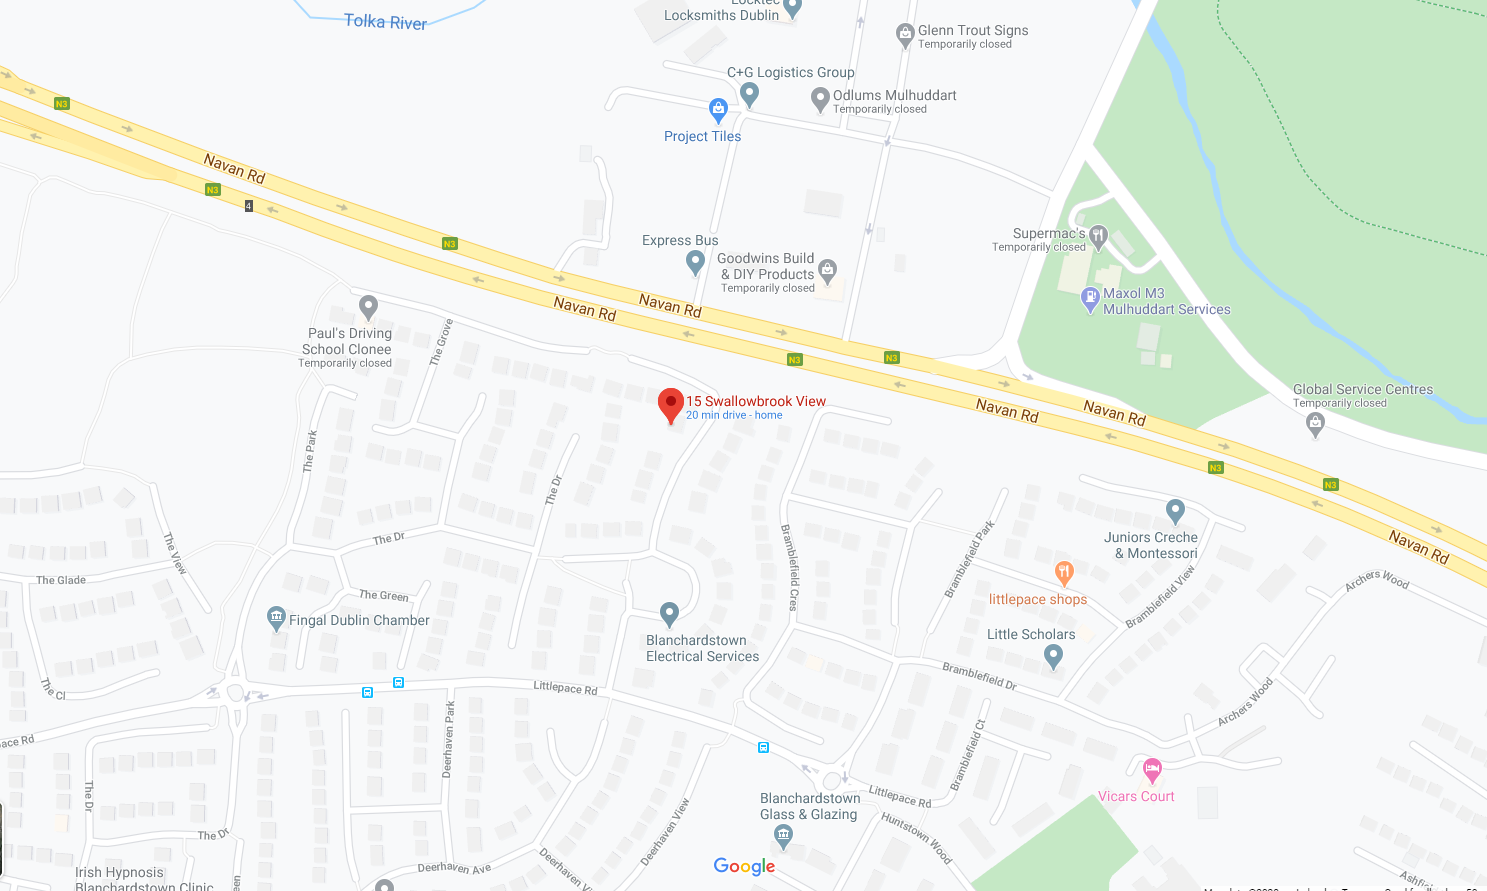 Locktec
Locksmiths Dublin
Tolka River
Glenn Trout Signs
Temporarily closed
C+G Logistics Group
Odlums Mulhuddart
Temporarily closed
N3
Project Tiles
Navan Rd
N3
4
Supermac's
Temporarily closed
N3
Express Bus
Goodwins Build
& DIY Products
Temporarily closed
Maxol M3
Mulhuddart Services
Navan Rd
Navan Rd
Paul's Driving
School Clonee
Temporarily closed
The Grove
N3
N3
Global Service Centres
Temporarily closed
15 Swallowbrook View
20 min drive - home
Navan Rd
Navan Rd
The Park
N3
N3
The Dr
Navan Rd
The Dr
The View
Juniors Creche
& Montessori
Bramblefield Park
Bramblefield Cres
The Glade
The Green
littlepace shops
Bramblefield View
Archers Wood
Fingal Dublin Chamber
Blanchardstown
Electrical Services
Little Scholars
Bramblefield Dr
The Cl
Littlepace Rd
Archers Wood
pace Rd
Deerhaven Park
Bramblefield Ct
The Dr
Vicars Court
Blanchardstown
Glass & Glazing
Littlepace Rd
Huntstown Wood
The Dr
Deerhaven View
Deerhaven Ave
Irish Hypnosis
Blanchardstown Clinic
Google